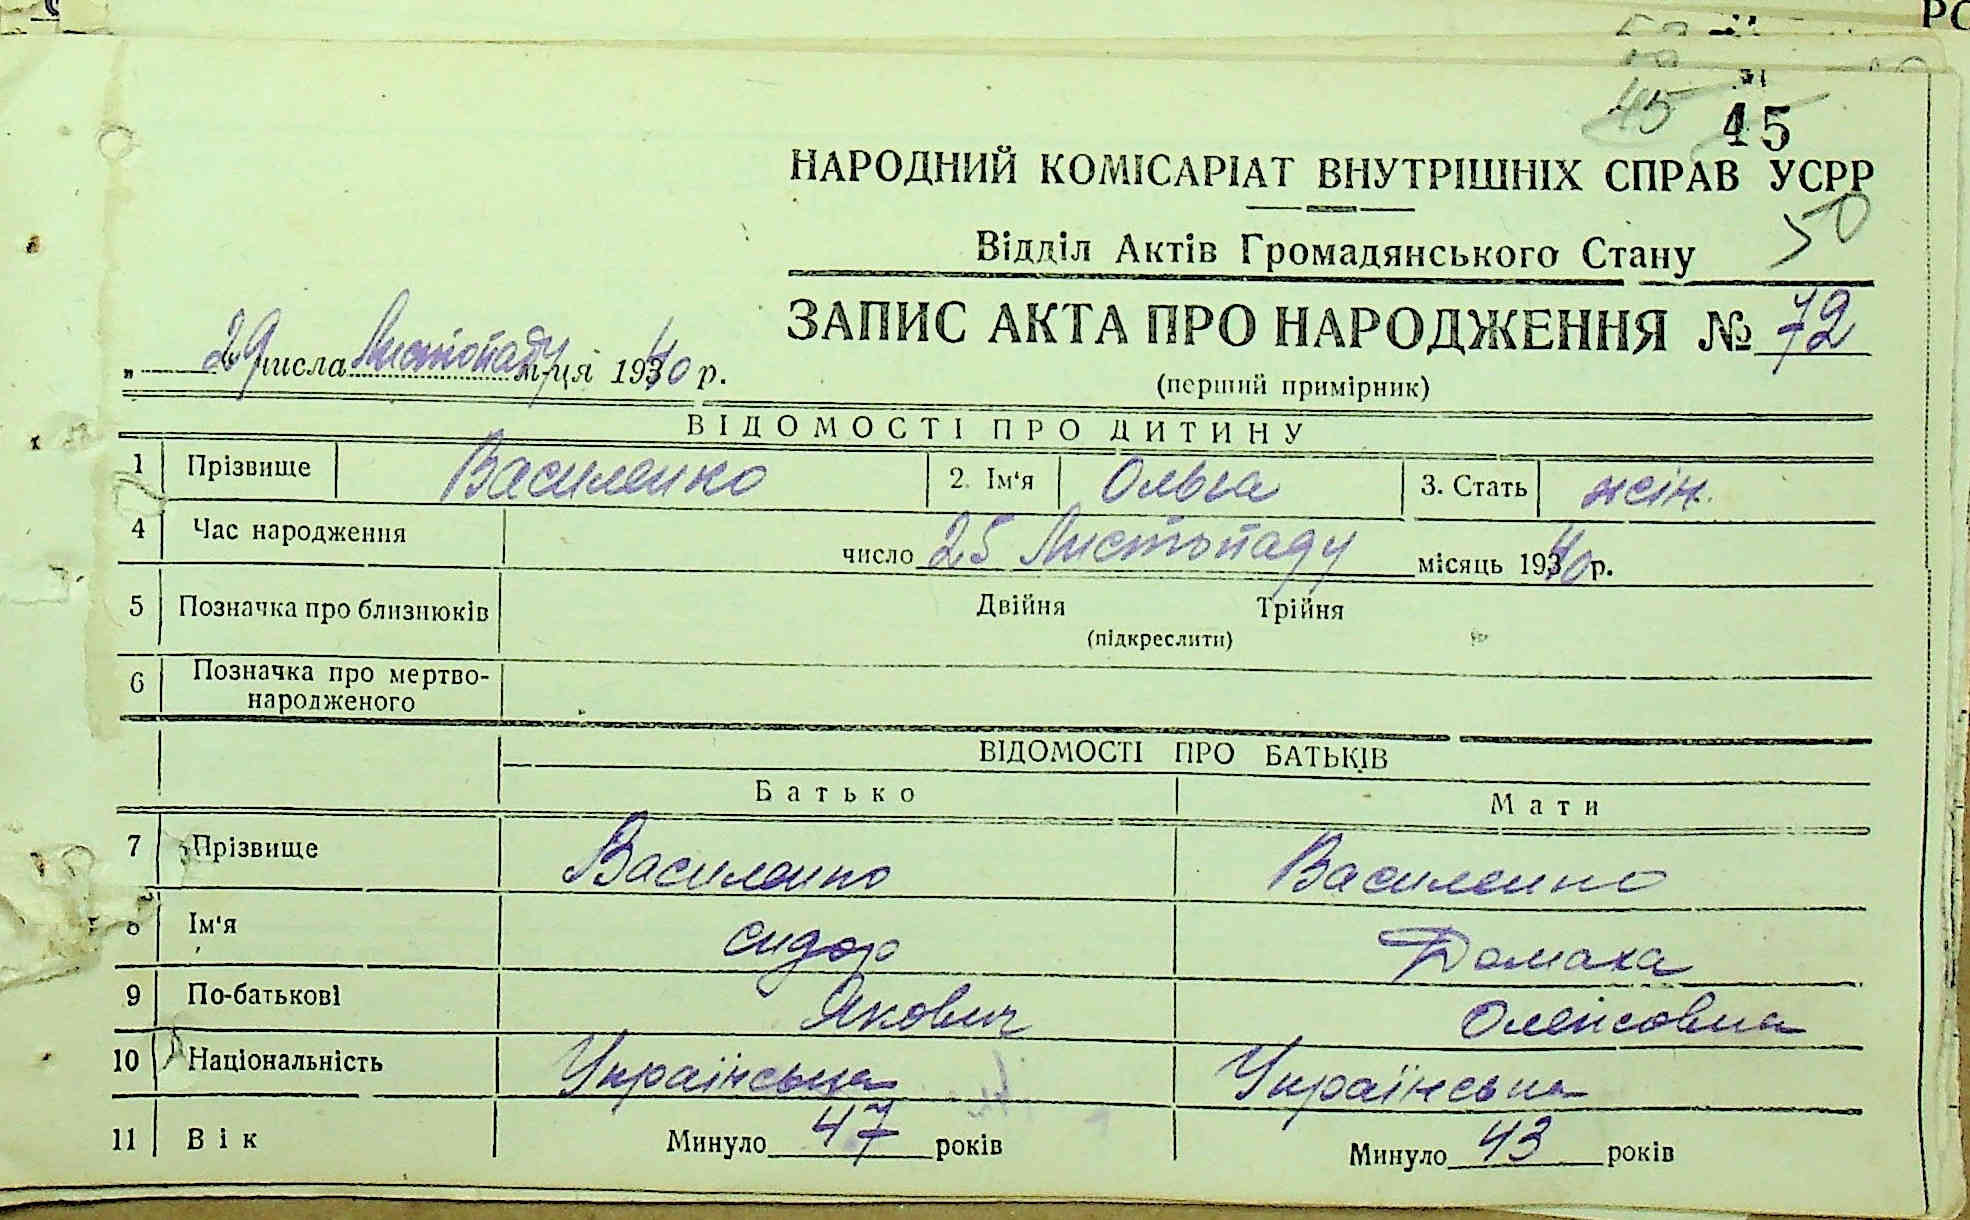 45 45
НАРОДНИЙ КОМІСАРІАТ ВНУТРІШНІХ СПРАВ УСРР
50
Відділ Актів Громадянського Стану
ЗАПИС АКТА ПРО НАРОДЖЕННЯ № 72
„ 29 числа Листопаду м-ця 1940 р.
(перший примірник)
ВІДОМОСТІ ПРО ДИТИНУ
1 Прізвище Василенко 2. Ім'я Ольга 3. Стать жін.
4 Час народження число 25 Листопаду місяць 1940 р.
5 Позначка про близнюків Двійня Трійня
(підкреслити)
6 Позначка про мертво-
народженого
ВІДОМОСТІ ПРО БАТЬКІВ
Батько Мати
7 Прізвище Василенко Василенко
8 Ім'я Сидор Домаха
9 По-батькові Якович Олексовна
10 Національність Українська Українська
11 Вік Минуло 47 років Минуло 43 років